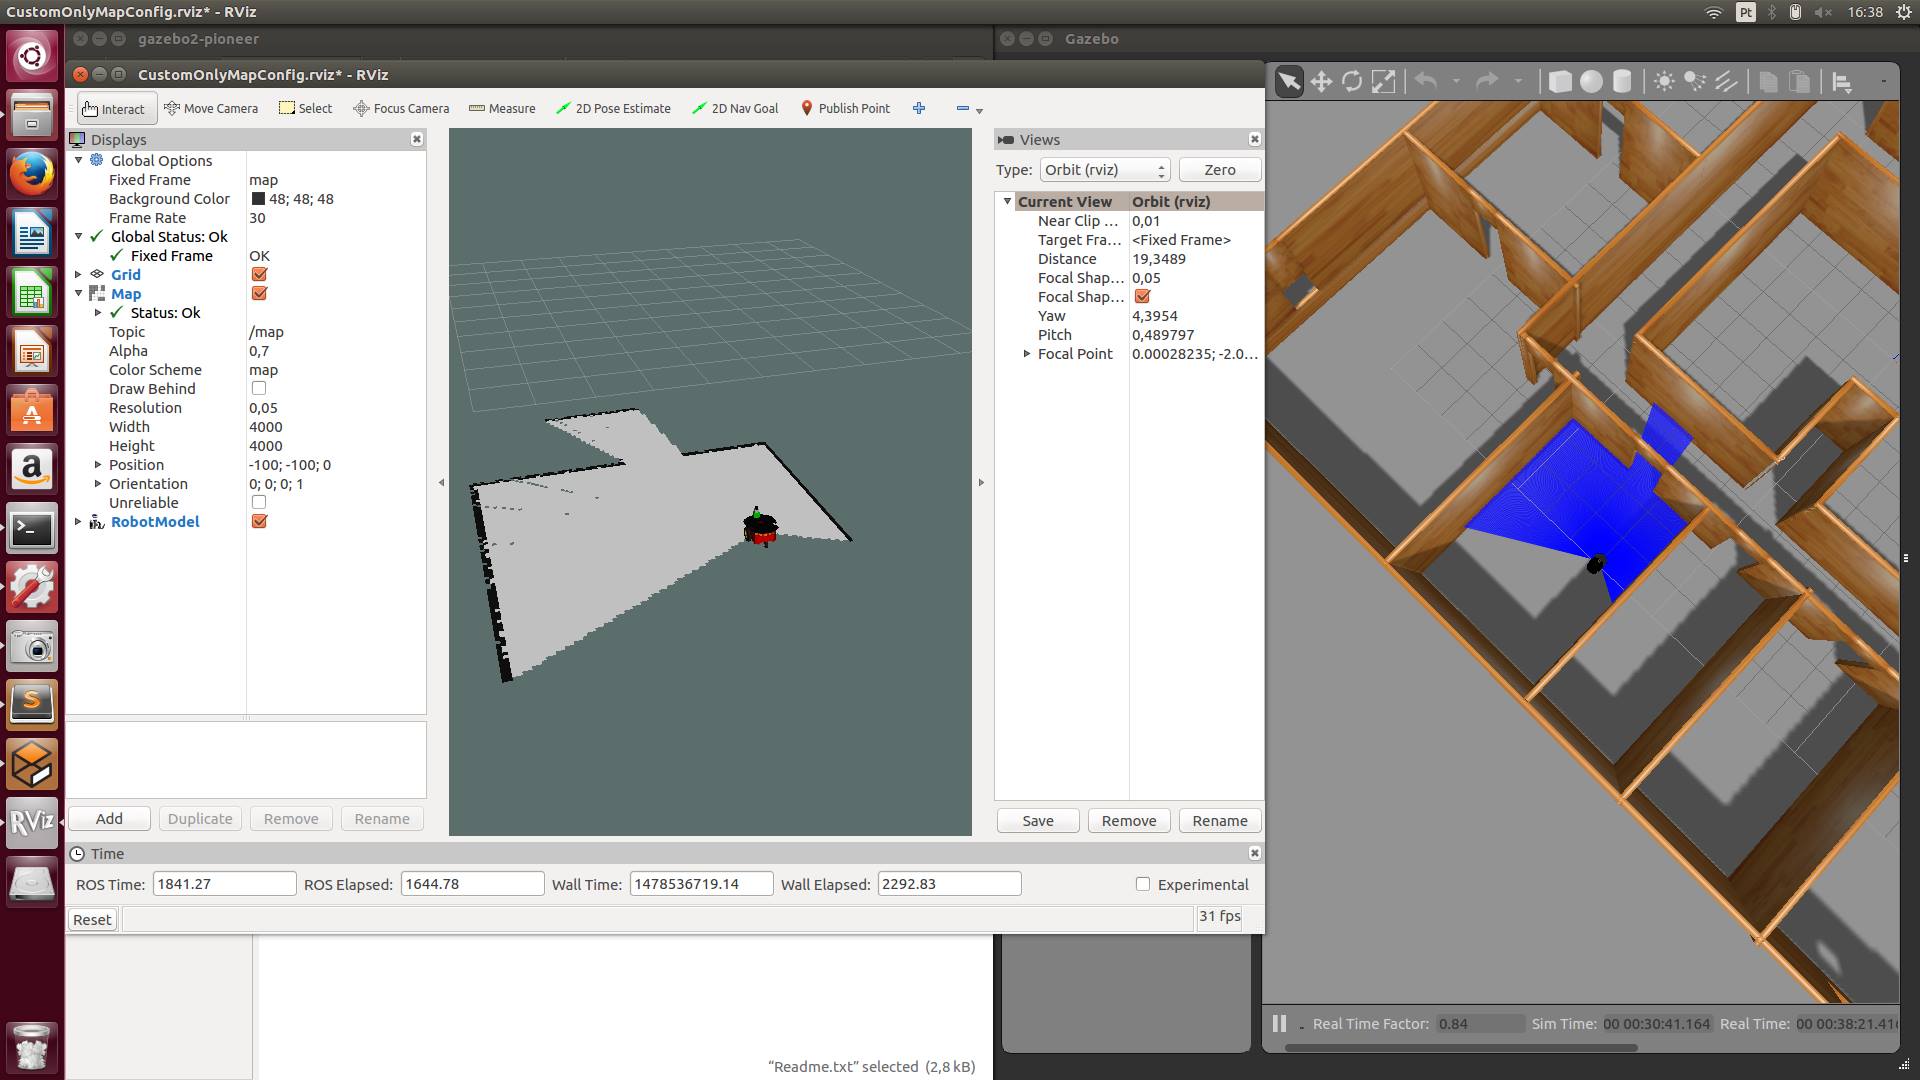 CustomOnlyMapConfig.rviz* - RViz
Pt
16:38
gazebo2-pioneer
Gazebo
CustomOnlyMapConfig.rviz* - RViz
Interact Move Camera Select Focus Camera Measure 2D Pose Estimate 2D Nav Goal Publish Point
Displays
Global Options
Fixed Frame map
Background Color 48; 48; 48
Frame Rate 30
Global Status: Ok
Fixed Frame OK
Grid
Map
Status: Ok
Topic /map
Alpha 0,7
Color Scheme map
Draw Behind
Resolution 0,05
Width 4000
Height 4000
Position -100; -100; 0
Orientation 0; 0; 0; 1
Unreliable
RobotModel
Add Duplicate Remove Rename
Views
Type: Orbit (rviz) Zero
Current View Orbit (rviz)
Near Clip ... 0,01
Target Fra... <Fixed Frame>
Distance 19,3489
Focal Shap... 0,05
Focal Shap...
Yaw 4,3954
Pitch 0,489797
Focal Point 0.00028235; -2.0...
Save Remove Rename
Time
ROS Time: 1841.27 ROS Elapsed: 1644.78 Wall Time: 1478536719.14 Wall Elapsed: 2292.83 Experimental
Reset
31 fps
“Readme.txt” selected (2,8 kB)
Real Time Factor: 0.84 Sim Time: 00 00:30:41.164 Real Time: 00 00:38:21.41
A
a
S
RViz